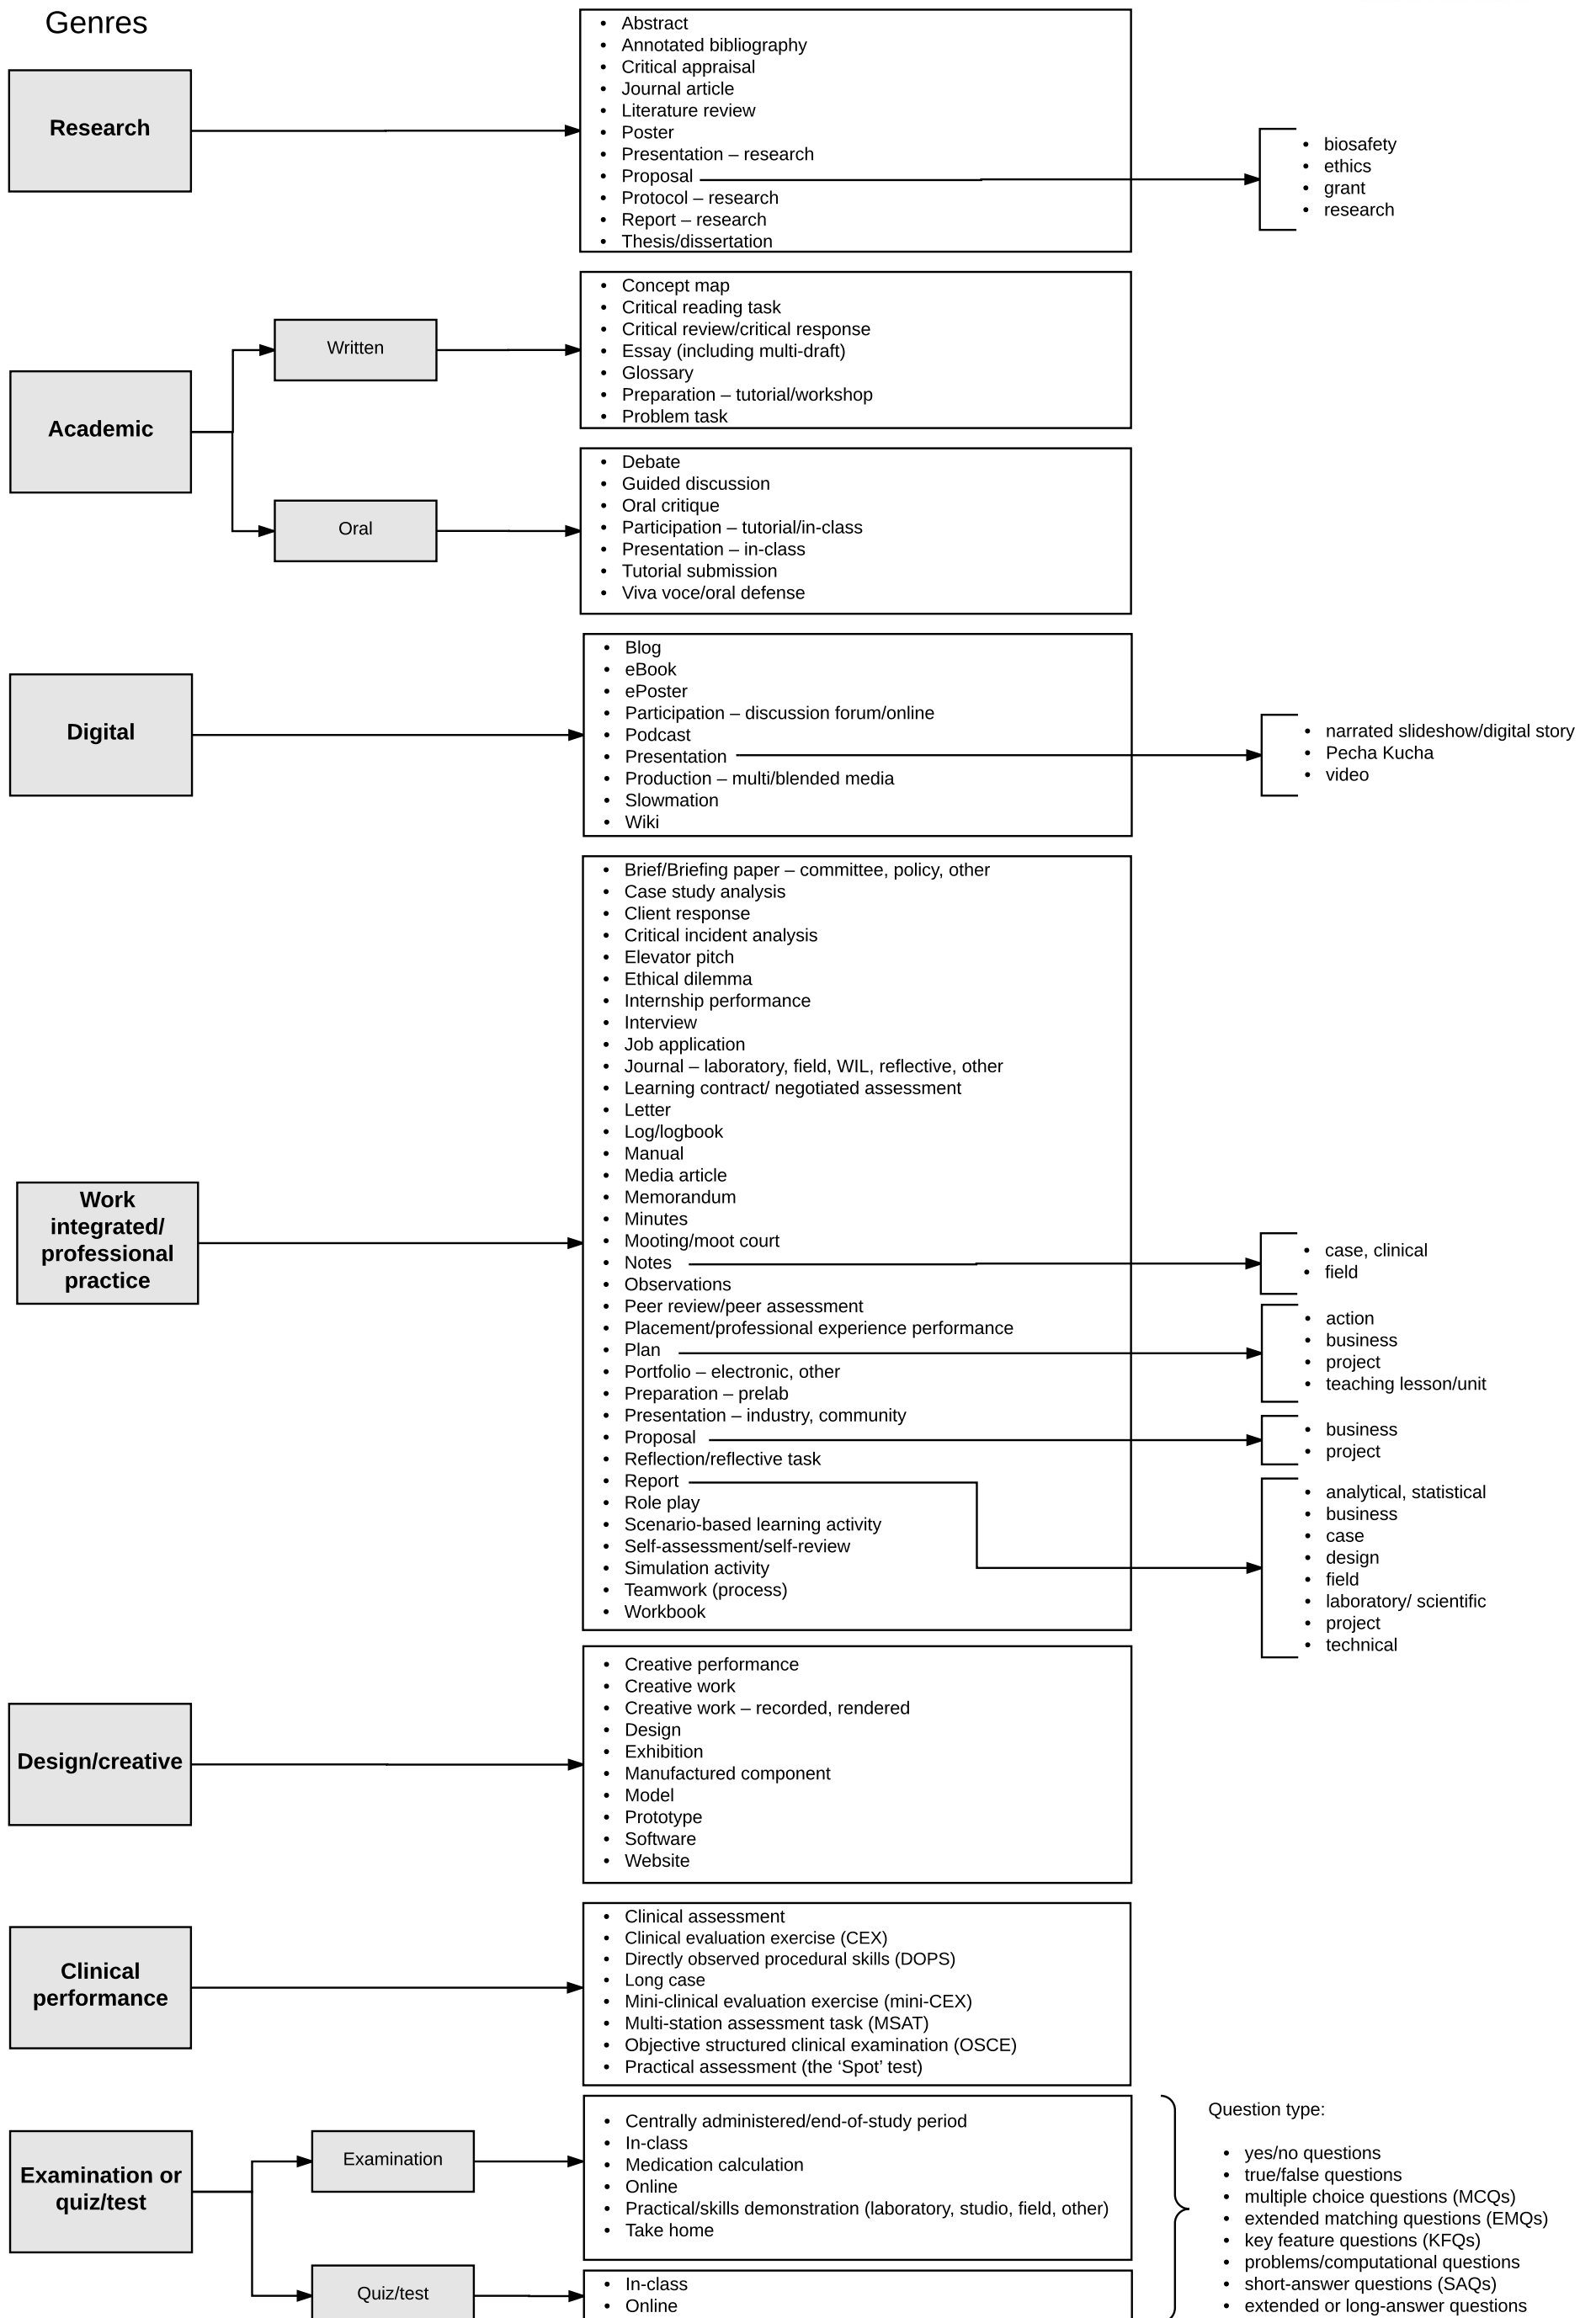 Genres
Research
• Abstract
• Annotated bibliography
• Critical appraisal
• Journal article
• Literature review
• Poster
• Presentation – research
• Proposal
• Protocol – research
• Report – research
• Thesis/dissertation
• biosafety
• ethics
• grant
• research
Academic
Written
• Concept map
• Critical reading task
• Critical review/critical response
• Essay (including multi-draft)
• Glossary
• Preparation – tutorial/workshop
• Problem task
Oral
• Debate
• Guided discussion
• Oral critique
• Participation – tutorial/in-class
• Presentation – in-class
• Tutorial submission
• Viva voce/oral defense
Digital
• Blog
• eBook
• ePoster
• Participation – discussion forum/online
• Podcast
• Presentation
• Production – multi/blended media
• Slowmation
• Wiki
• narrated slideshow/digital story
• Pecha Kucha
• video
Work
integrated/
professional
practice
• Brief/Briefing paper – committee, policy, other
• Case study analysis
• Client response
• Critical incident analysis
• Elevator pitch
• Ethical dilemma
• Internship performance
• Interview
• Job application
• Journal – laboratory, field, WIL, reflective, other
• Learning contract/ negotiated assessment
• Letter
• Log/logbook
• Manual
• Media article
• Memorandum
• Minutes
• Mooting/moot court
• Notes
• Observations
• Peer review/peer assessment
• Placement/professional experience performance
• Plan
• Portfolio – electronic, other
• Preparation – prelab
• Presentation – industry, community
• Proposal
• Reflection/reflective task
• Report
• Role play
• Scenario-based learning activity
• Self-assessment/self-review
• Simulation activity
• Teamwork (process)
• Workbook
• case, clinical
• field
• action
• business
• project
• teaching lesson/unit
• business
• project
• analytical, statistical
• business
• case
• design
• field
• laboratory/ scientific
• project
• technical
Design/creative
• Creative performance
• Creative work
• Creative work – recorded, rendered
• Design
• Exhibition
• Manufactured component
• Model
• Prototype
• Software
• Website
Clinical
performance
• Clinical assessment
• Clinical evaluation exercise (CEX)
• Directly observed procedural skills (DOPS)
• Long case
• Mini-clinical evaluation exercise (mini-CEX)
• Multi-station assessment task (MSAT)
• Objective structured clinical examination (OSCE)
• Practical assessment (the ‘Spot’ test)
Examination or
quiz/test
Examination
• Centrally administered/end-of-study period
• In-class
• Medication calculation
• Online
• Practical/skills demonstration (laboratory, studio, field, other)
• Take home
Quiz/test
• In-class
• Online
Question type:
• yes/no questions
• true/false questions
• multiple choice questions (MCQs)
• extended matching questions (EMQs)
• key feature questions (KFQs)
• problems/computational questions
• short-answer questions (SAQs)
• extended or long-answer questions